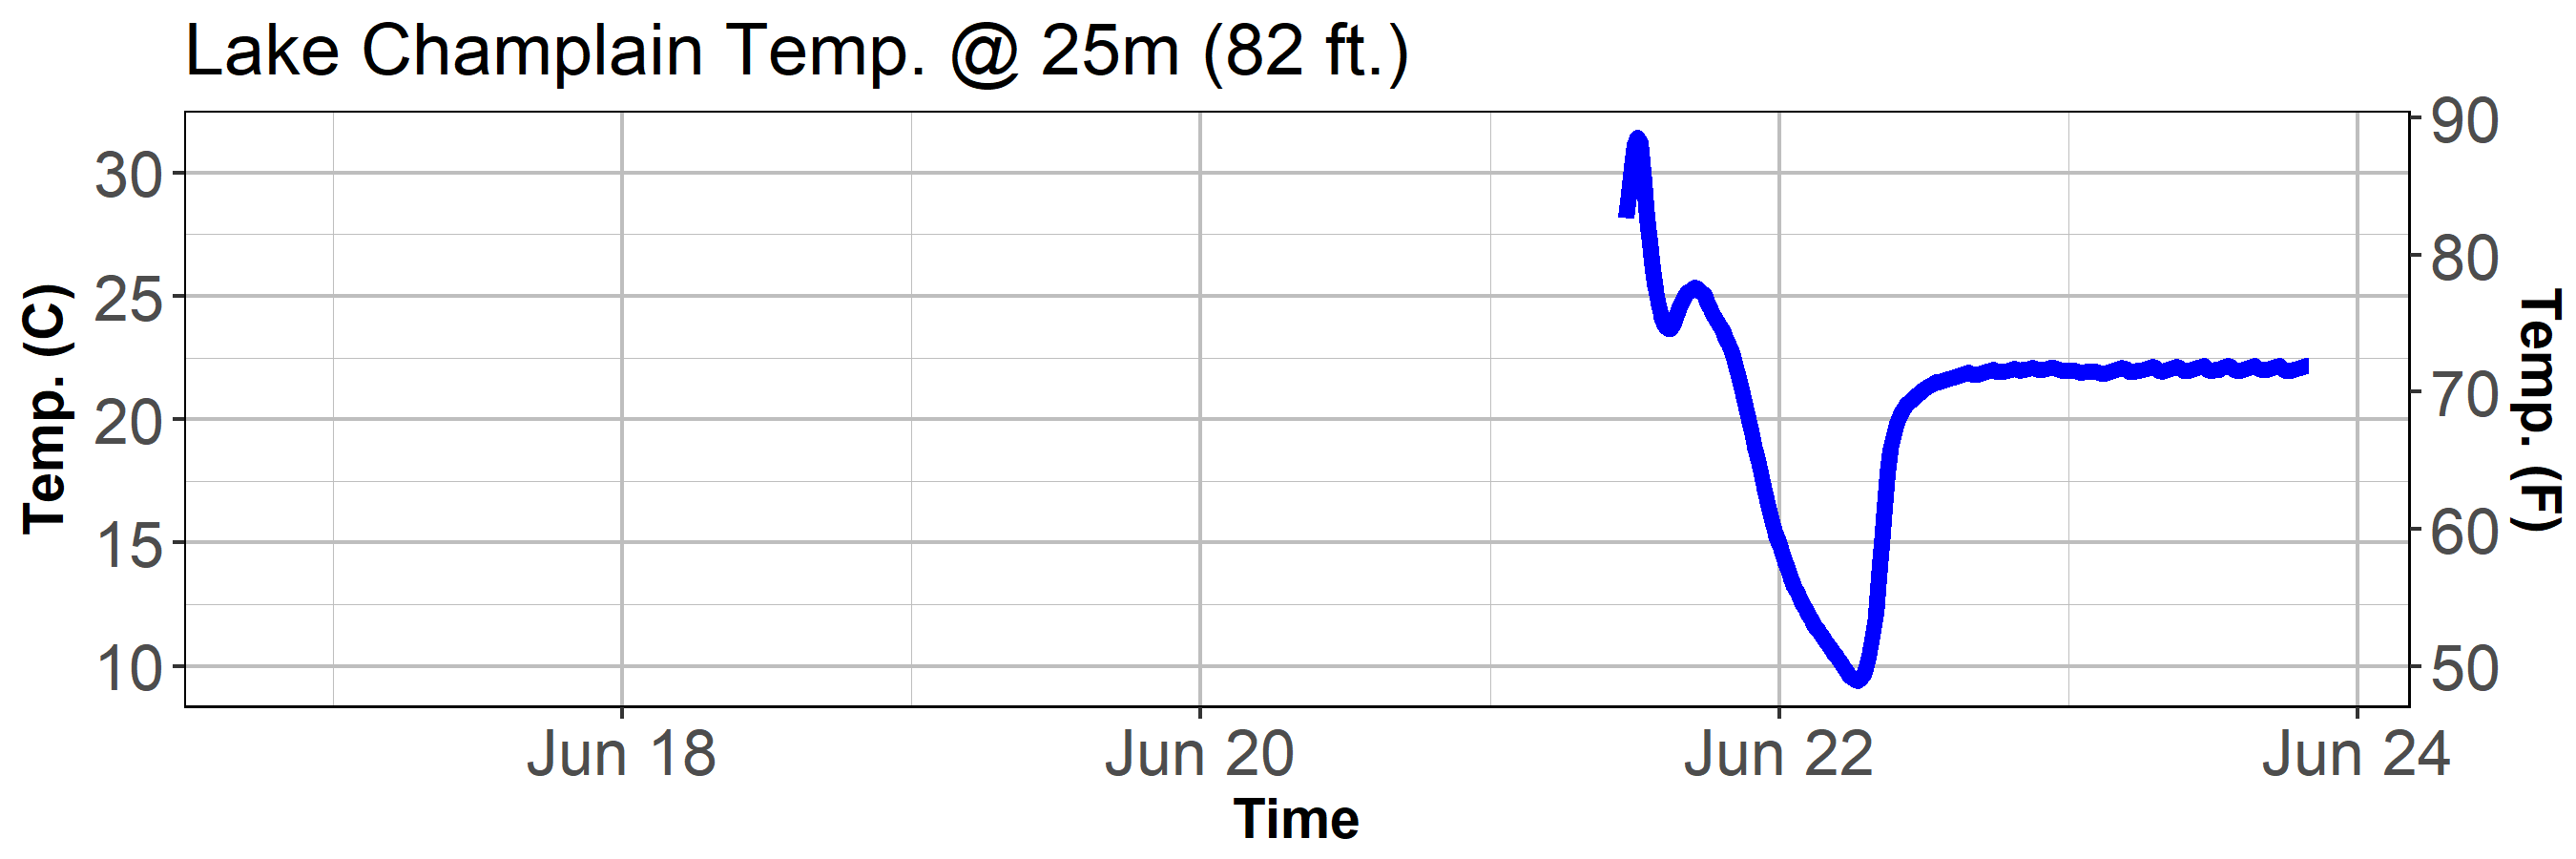 Lake Champlain Temp. @ 25m (82 ft.)
Temp. (C)
30
25
20
15
10
90
80
70
60
50
Temp. (F)
Jun 18
Jun 20
Jun 22
Jun 24
Time